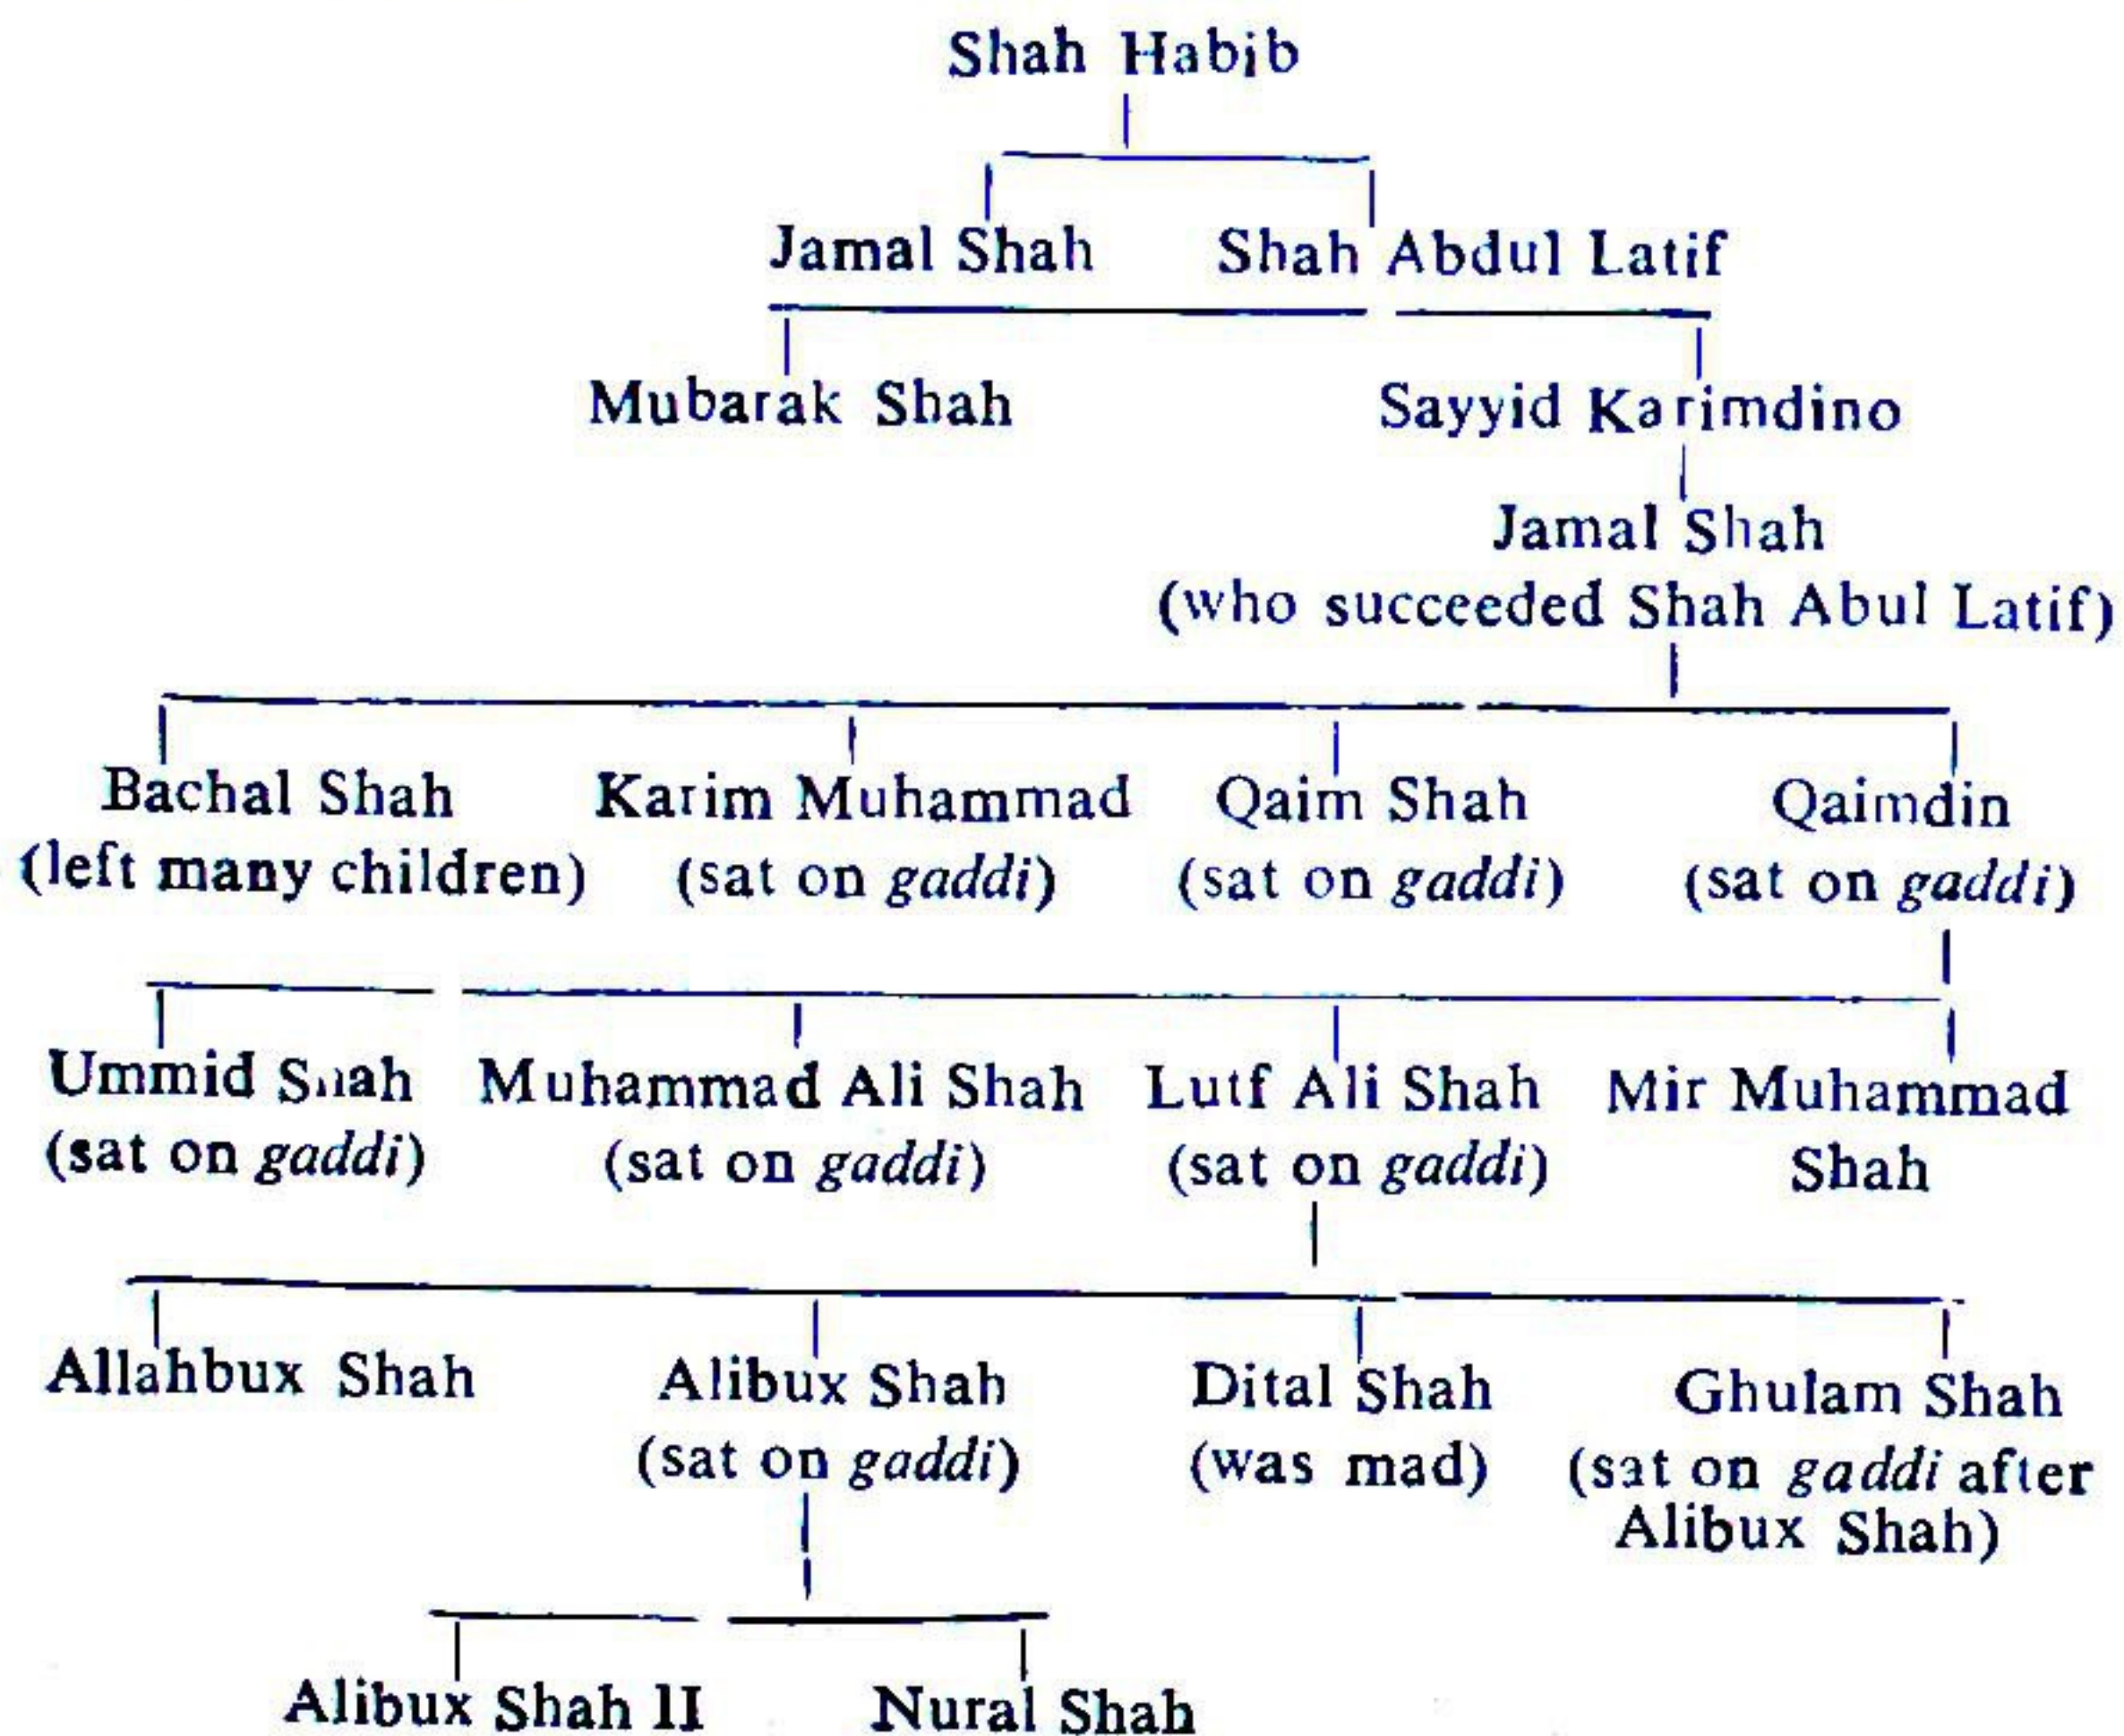 Shah Habib
Jamal Shah Shah Abdul Latif
Mubarak Shah Sayyid Karimdino
Jamal Shah
(who succeeded Shah Abul Latif)
Bachal Shah Karim Muhammad Qaim Shah Qaimdin
(left many children) (sat on gaddi) (sat on gaddi) (sat on gaddi)
Ummid Shah Muhammad Ali Shah Lutf Ali Shah Mir Muhammad
(sat on gaddi) (sat on gaddi) (sat on gaddi) Shah
Allahbux Shah Alibux Shah Dital Shah Ghulam Shah
(sat on gaddi) (was mad) (sat on gaddi after
Alibux Shah)
Alibux Shah II Nural Shah